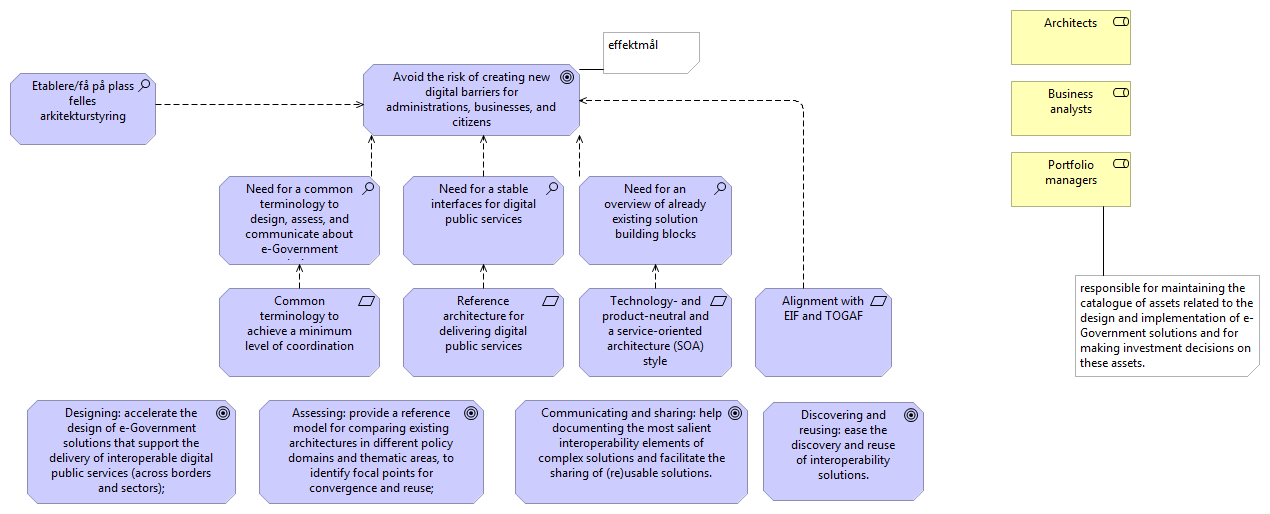 effektmål
Architects
Etablere/få på plass
felles
arkitekturstyring
Avoid the risk of creating new
digital barriers for
administrations, businesses, and
citizens
Business
analysts
Portfolio
managers
Need for a common
terminology to
design, assess, and
communicate about
e-Government
Need for a stable
interfaces for digital
public services
Need for an
overview of already
existing solution
building blocks
responsible for maintaining the
catalogue of assets related to the
design and implementation of e-
Government solutions and for
making investment decisions on
these assets.
Common
terminology to
achieve a minimum
level of coordination
Reference
architecture for
delivering digital
public services
Technology- and
product-neutral and
a service-oriented
architecture (SOA)
style
Alignment with
EIF and TOGAF
Designing: accelerate the
design of e-Government
solutions that support the
delivery of interoperable digital
public services (across borders
and sectors);
Assessing: provide a reference
model for comparing existing
architectures in different policy
domains and thematic areas, to
identify focal points for
convergence and reuse;
Communicating and sharing: help
documenting the most salient
interoperability elements of
complex solutions and facilitate the
sharing of (re)usable solutions.
Discovering and
reusing: ease the
discovery and reuse
of interoperability
solutions.